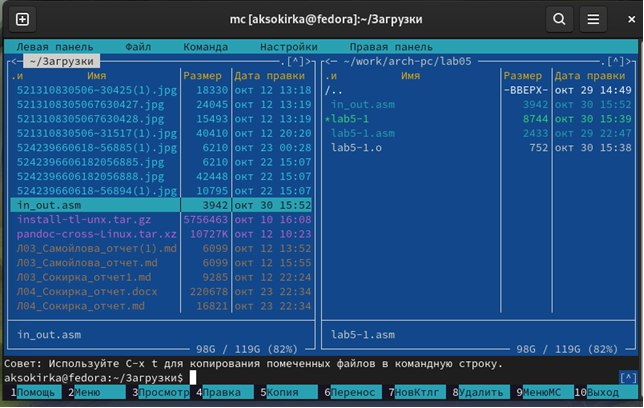 mc [aksokirka@fedora]:~/Загрузки
Левая панель Файл Команда Настройки Правая панель
<─ ~/Загрузки .[^]> <─ ~/work/arch-pc/lab05 .[^]>
.и Имя Размер Дата правки .и Имя Размер Дата правки
521310830506-30425(1).jpg 18330 окт 12 13:18 /.. -ВВЕРХ- окт 29 14:49
5213108305067630427.jpg 24045 окт 12 13:19 in_out.asm 3942 окт 30 15:52
5213108305067630428.jpg 15493 окт 12 13:19 *lab5-1 8744 окт 30 15:39
521310830506-31517(1).jpg 40410 окт 12 20:20 lab5-1.asm 2433 окт 29 22:47
524239660618-56885(1).jpg 6210 окт 23 00:28 lab5-1.o 752 окт 30 15:38
5242396606182056885.jpg 6210 окт 22 15:07
5242396606182056888.jpg 42448 окт 22 15:07
524239660618-56894(1).jpg 10795 окт 22 15:07
in_out.asm 3942 окт 30 15:52
install-tl-unx.tar.gz 5756463 окт 10 16:08
pandoc-cross-Linux.tar.xz 10727K окт 12 10:23
Л03_Самойлова_отчет(1).md 6099 окт 12 13:52
Л03_Самойлова_отчет.md 6099 окт 12 15:55
Л03_Сокирка_отчет1.md 9285 окт 12 22:24
Л04_Сокирка_отчет.docx 220678 окт 23 22:34
Л04_Сокирка_отчет.md 16821 окт 23 22:34
in_out.asm lab5-1.asm
98G / 119G (82%) 98G / 119G (82%)
Совет: Используйте C-x t для копирования помеченных файлов в командную строку.
aksokirka@fedora:~/Загрузки$ [^]
1Помощь 2Меню 3Просмотр 4Правка 5Копия 6Перенос 7НовКтлг 8Удалить 9МенюМС 10Выход